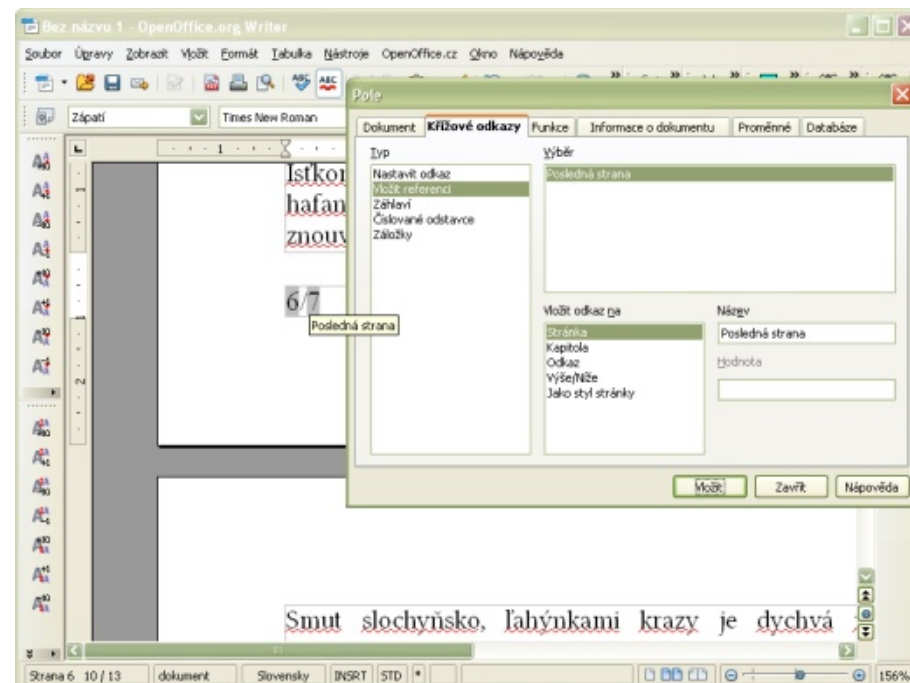 Bez názvu 1 - OpenOffice.org Writer
Soubor Úpravy Zobrazit Vložit Formát Tabulka Nástroje OpenOffice.cz Okno Nápověda
Zápatí Times New Roman
Pole
Dokument Křížové odkazy Funkce Informace o dokumentu Proměnné Databáze
Typ Výběr
Nastavit odkaz Posledná strana
Vložit referenci
Záhlaví
Číslované odstavce
Záložky
hafan
znouv
6/7
Posledná strana
Vložit odkaz na Název
Stránka Posledná strana
Kapitola
Odkaz Hodnota
Výše/Níže
Jako styl stránky
Vložit Zavřít Nápověda
Smut slochyňsko, ľahýnkami krazy je dychvá
Strana 6 10 / 13 dokument Slovensky INSRT STD * 156%